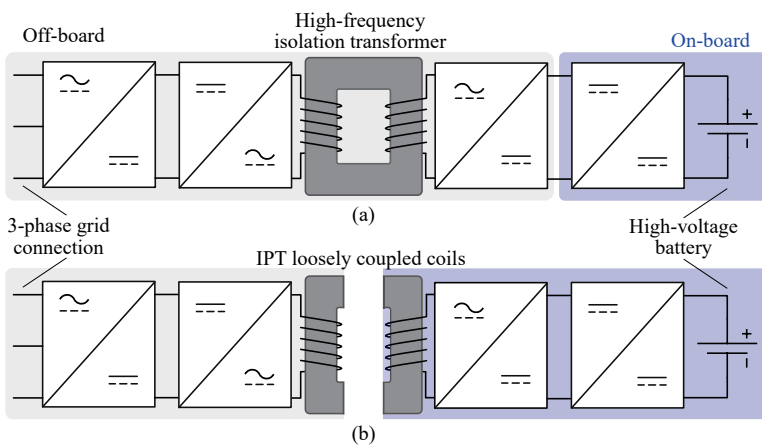 High-frequency
isolation transformer
Off-board
On-board
+
(a)
3-phase grid
connection
High-voltage
battery
IPT loosely coupled coils
+
(b)